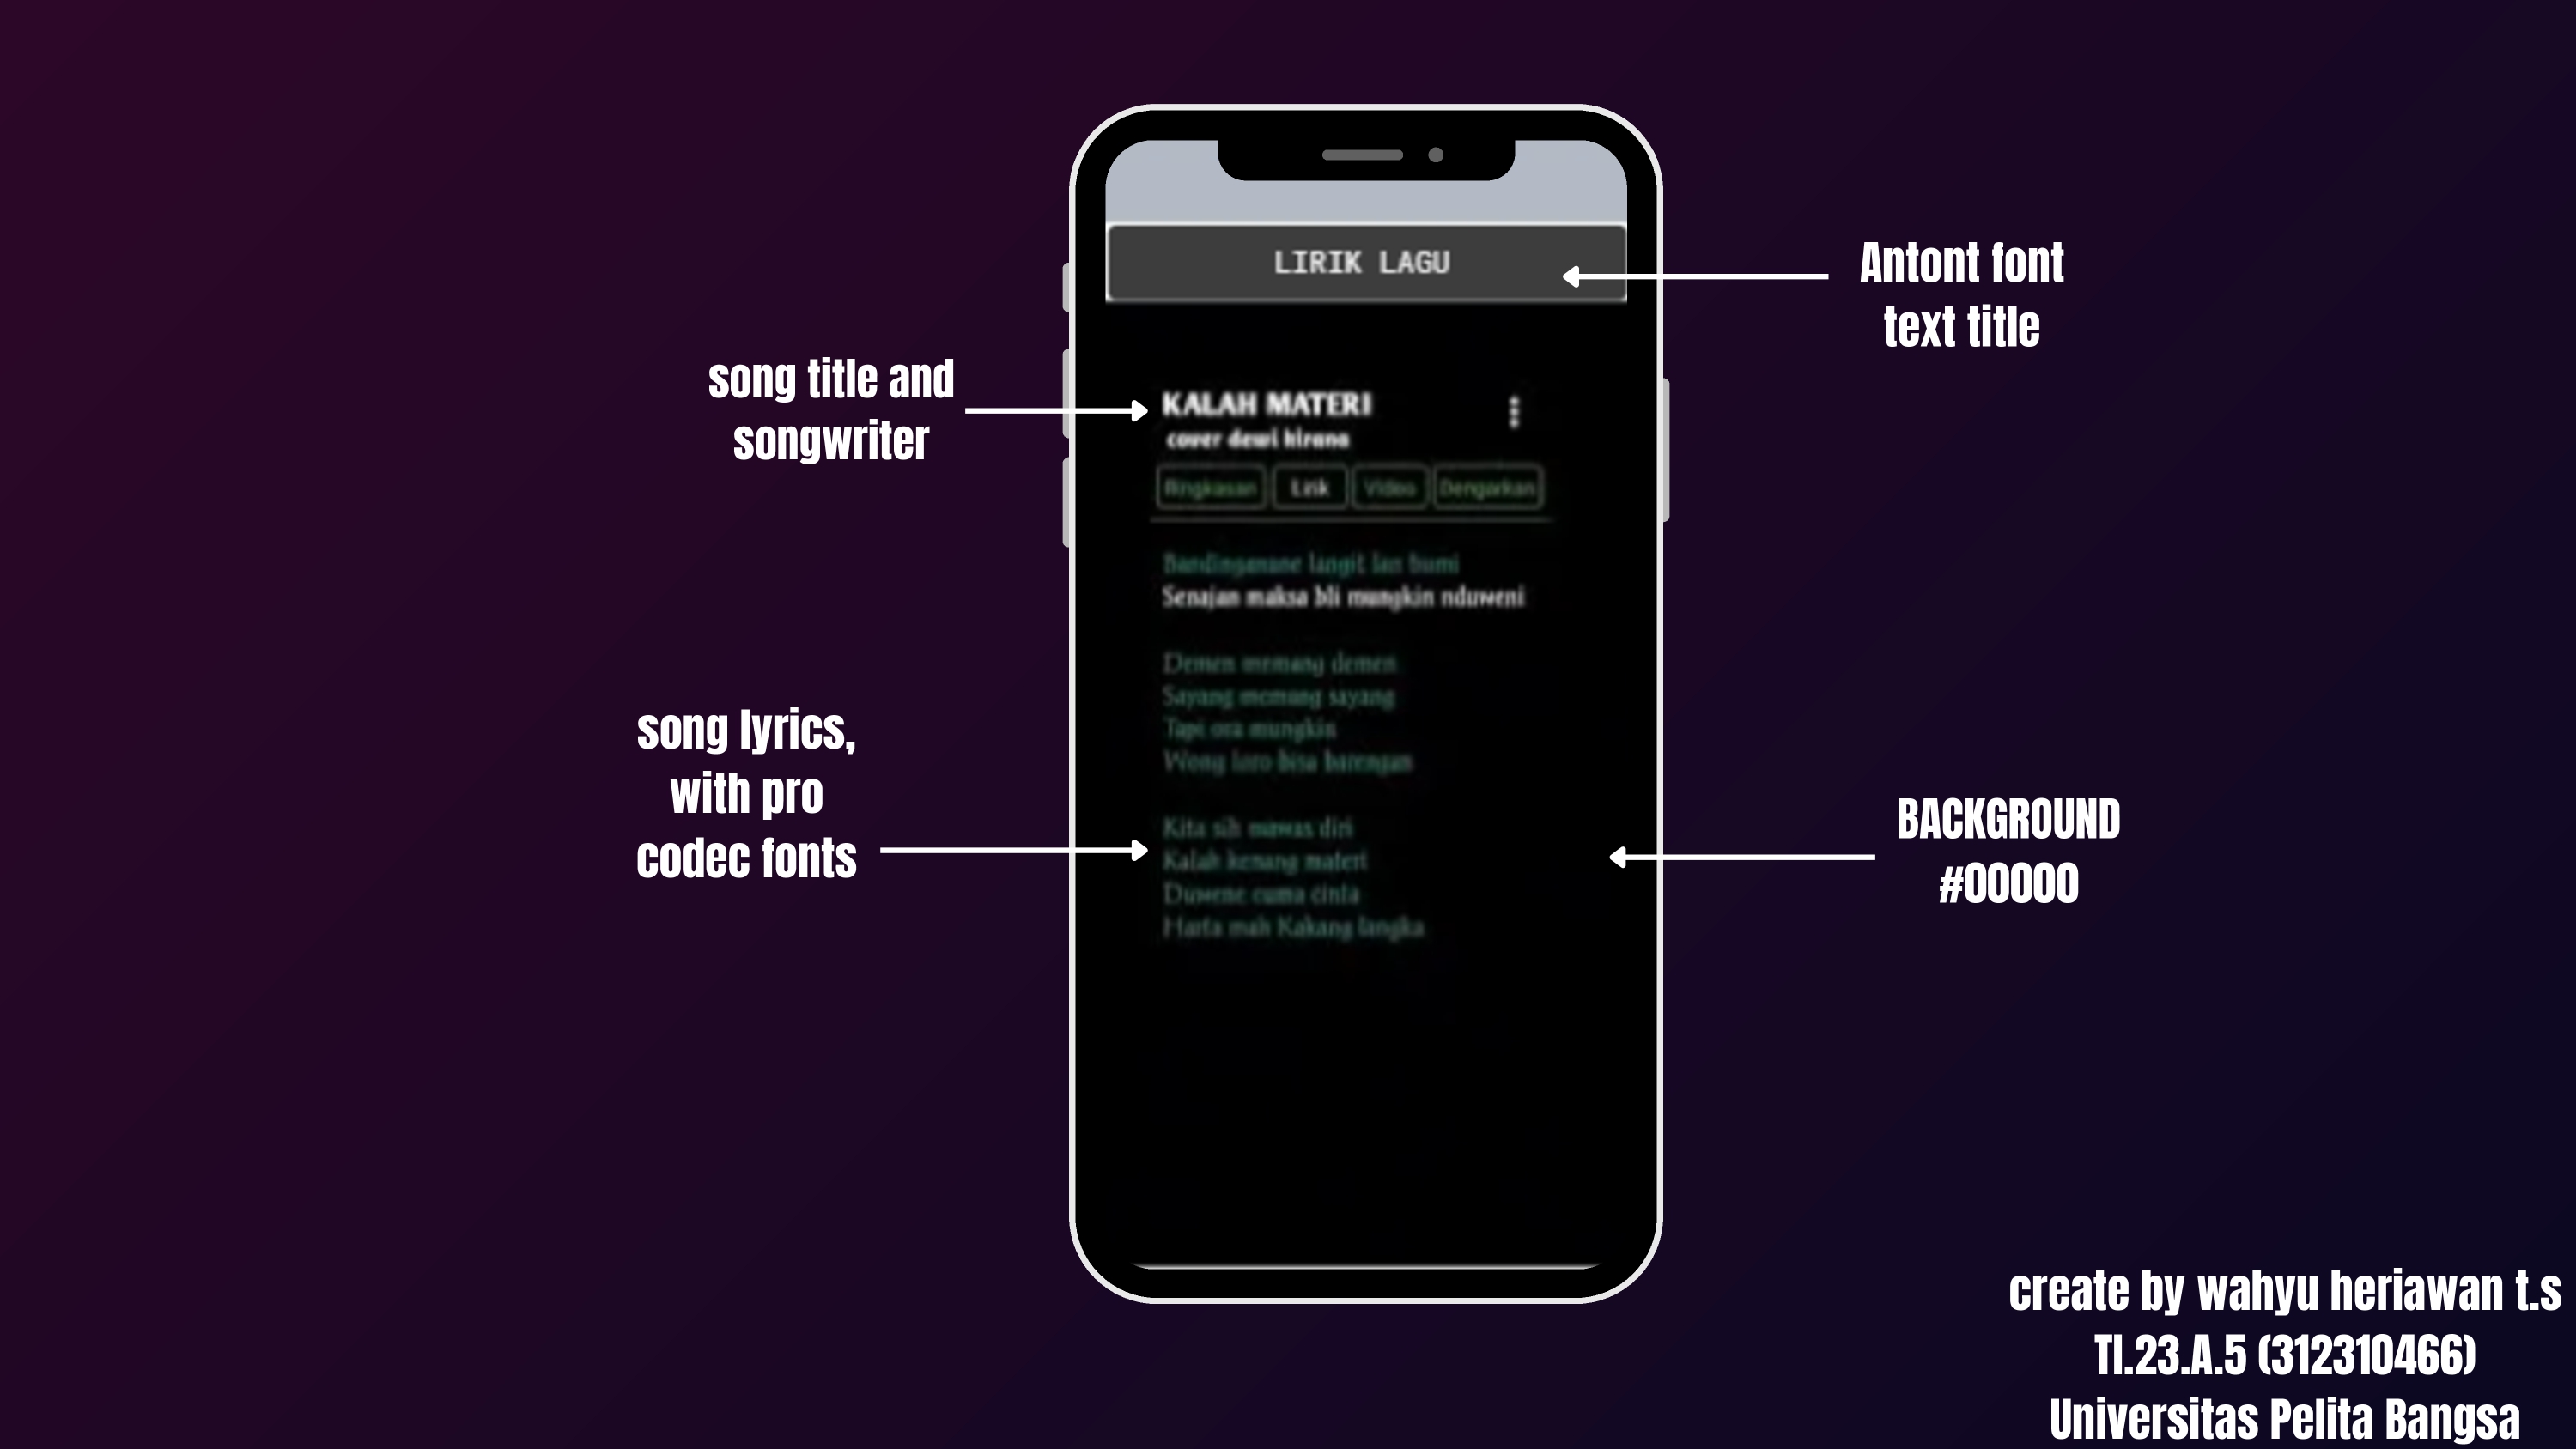 LIRIK LAGU
Antont font
text title
song title and
songwriter
KALAH MATERI
cover dewi kirana
Ringkasan Lirik Video Dengarkan
Bandinganane langit lan bumi
Senajan maksa bli mungkin nduweni
Demen memang demen
Sayang memang sayang
Tapi ora mungkin
Wong loro bisa barengan
song lyrics,
with pro
codec fonts
Kita sih nawas diri
Kalah kenang materi
Duwene cuma cinta
Harta mah Kakang langka
BACKGROUND
#00000
create by wahyu heriawan t.s
TI.23.A.5 (312310466)
Universitas Pelita Bangsa